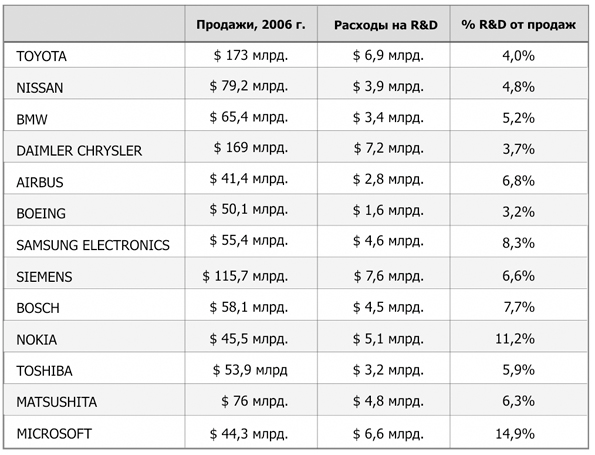 Продажи, 2006 г. Расходы на R&D % R&D от продаж
TOYOTA $ 173 млрд. $ 6,9 млрд. 4,0%
NISSAN $ 79,2 млрд. $ 3,9 млрд. 4,8%
BMW $ 65,4 млрд. $ 3,4 млрд. 5,2%
DAIMLER CHRYSLER $ 169 млрд. $ 7,2 млрд. 3,7%
AIRBUS $ 41,4 млрд. $ 2,8 млрд. 6,8%
BOEING $ 50,1 млрд. $ 1,6 млрд. 3,2%
SAMSUNG ELECTRONICS $ 55,4 млрд. $ 4,6 млрд. 8,3%
SIEMENS $ 115,7 млрд. $ 7,6 млрд. 6,6%
BOSCH $ 58,1 млрд. $ 4,5 млрд. 7,7%
NOKIA $ 45,5 млрд. $ 5,1 млрд. 11,2%
TOSHIBA $ 53,9 млрд $ 3,2 млрд. 5,9%
MATSUSHITA $ 76 млрд. $ 4,8 млрд. 6,3%
MICROSOFT $ 44,3 млрд. $ 6,6 млрд. 14,9%